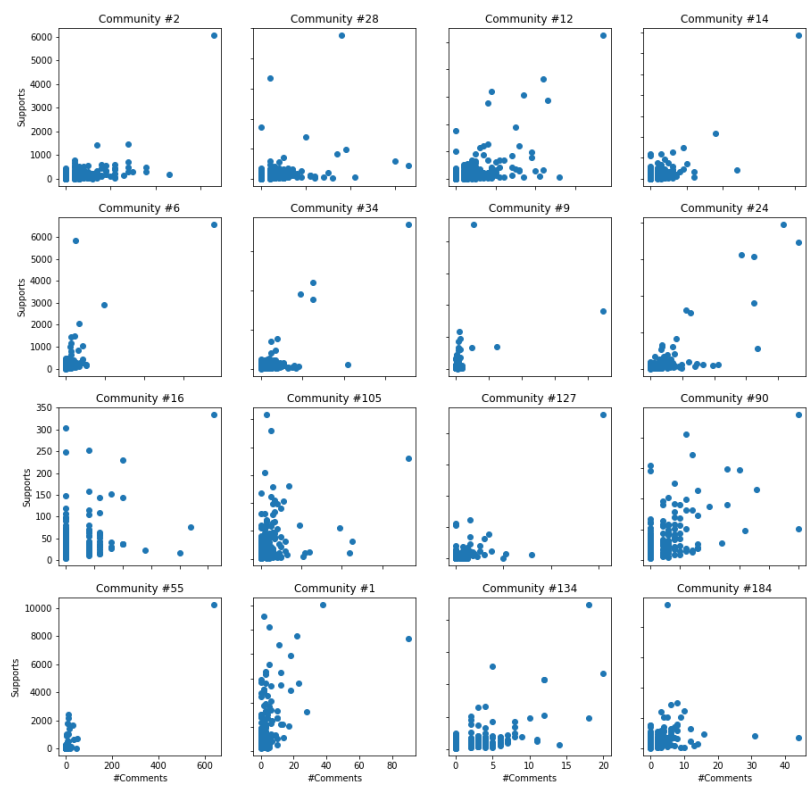 Community #2
Community #28
Community #12
Community #14
6000
5000
4000
3000
2000
1000
0
Supports
Community #6
Community #34
Community #9
Community #24
6000
5000
4000
3000
2000
1000
0
Supports
Community #16
Community #105
Community #127
Community #90
350
300
250
200
150
100
50
0
Supports
Community #55
Community #1
Community #134
Community #184
10000
8000
6000
4000
2000
0
Supports
0 200 400 600
0 20 40 60 80
0 5 10 15 20
0 10 20 30 40
#Comments
#Comments
#Comments
#Comments